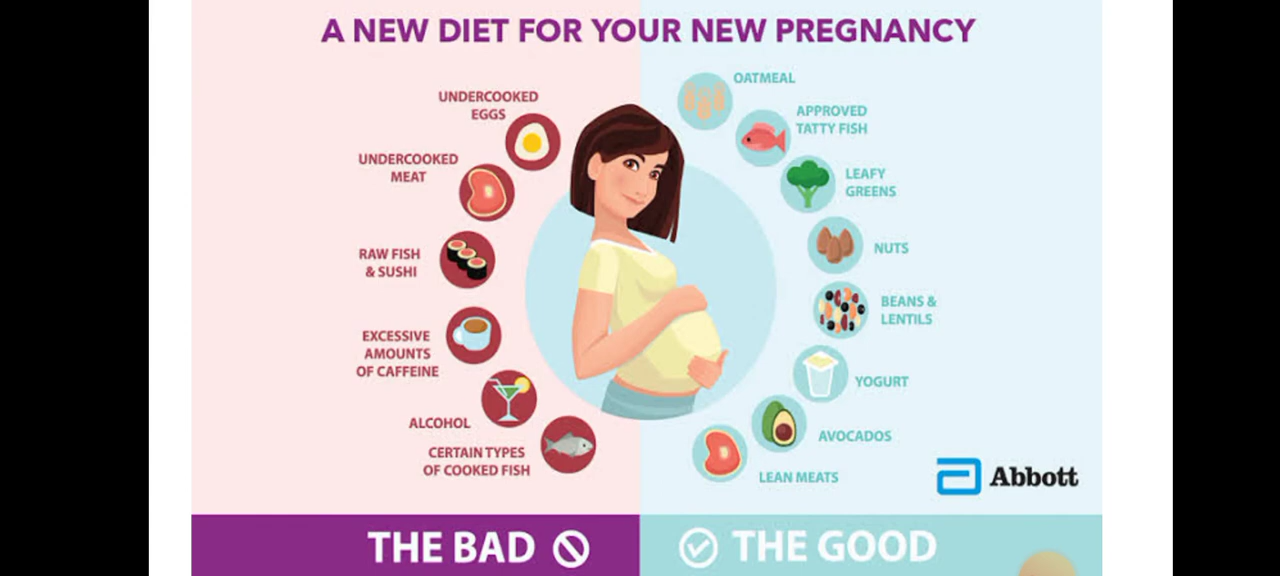 A NEW DIET FOR YOUR NEW PREGNANCY
UNDERCOOKED
EGGS
UNDERCOOKED
MEAT
RAW FISH
& SUSHI
EXCESSIVE
AMOUNTS
OF CAFFEINE
ALCOHOL
CERTAIN TYPES
OF COOKED FISH
OATMEAL
APPROVED
TATTY FISH
LEAFY
GREENS
NUTS
BEANS &
LENTILS
YOGURT
AVOCADOS
LEAN MEATS
Abbott
THE BAD
THE GOOD